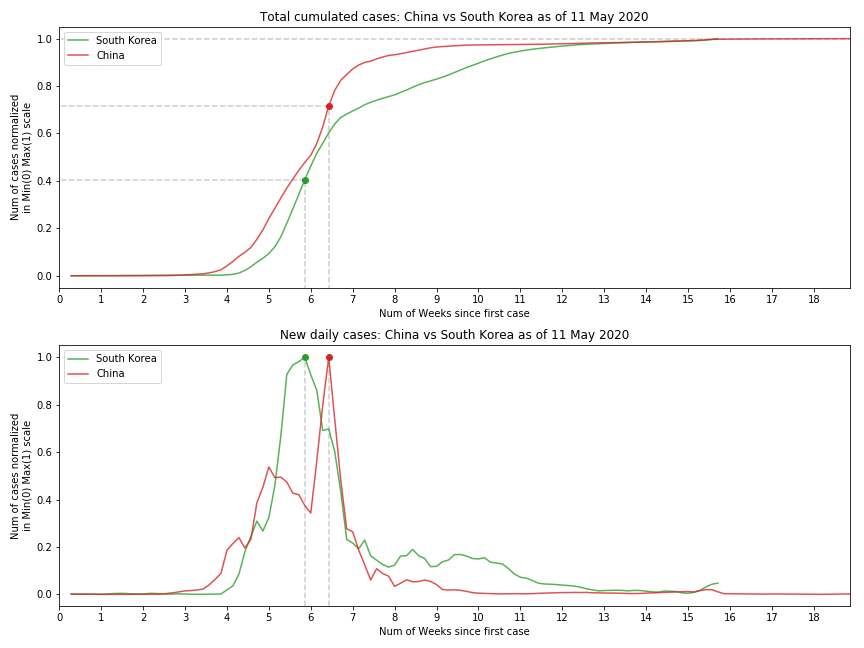 Total cumulated cases: China vs South Korea as of 11 May 2020
Num of cases normalized
in Min(0) Max(1) scale
1.0
0.8
0.6
0.4
0.2
0.0
South Korea
China
0 1 2 3 4 5 6 7 8 9 10 11 12 13 14 15 16 17 18
Num of Weeks since first case
New daily cases: China vs South Korea as of 11 May 2020
Num of cases normalized
in Min(0) Max(1) scale
1.0
0.8
0.6
0.4
0.2
0.0
South Korea
China
0 1 2 3 4 5 6 7 8 9 10 11 12 13 14 15 16 17 18
Num of Weeks since first case